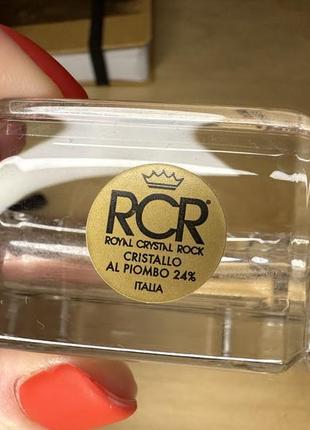 RCR®
ROYAL CRYSTAL ROCK
CRISTALLO
AL PIOMBO 24%
ITALIA